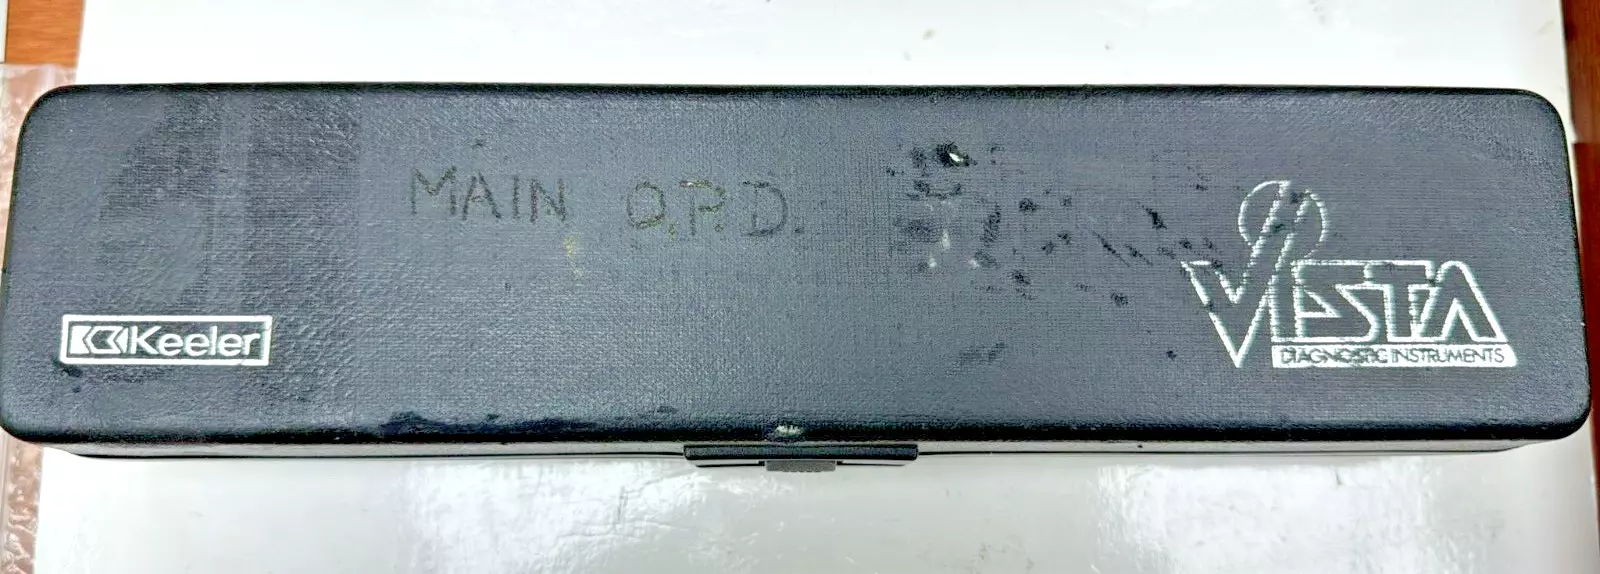 MAIN O.P.D.
Keeler
VISTA
DIAGNOSTIC INSTRUMENTS